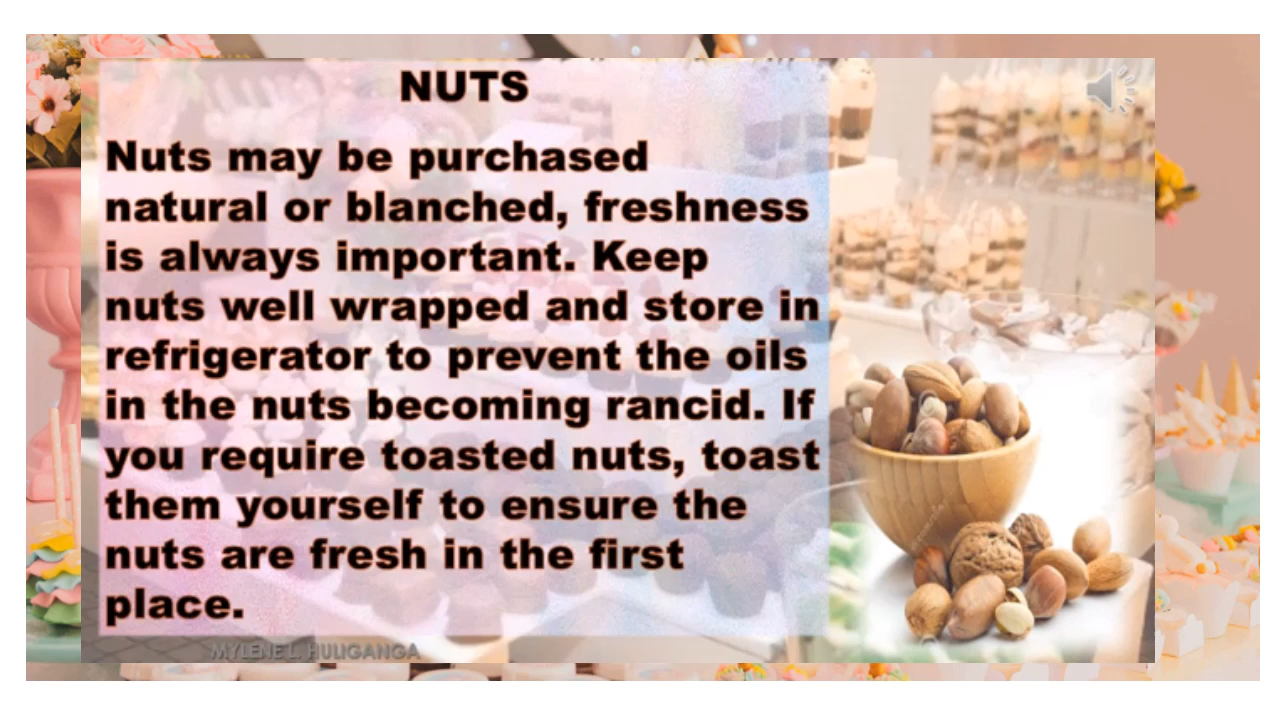 NUTS
Nuts may be purchased
natural or blanched, freshness
is always important. Keep
nuts well wrapped and store in
refrigerator to prevent the oils
in the nuts becoming rancid. If
you require toasted nuts, toast
them yourself to ensure the
nuts are fresh in the first
place.
MYLENE L. HULIGANGA